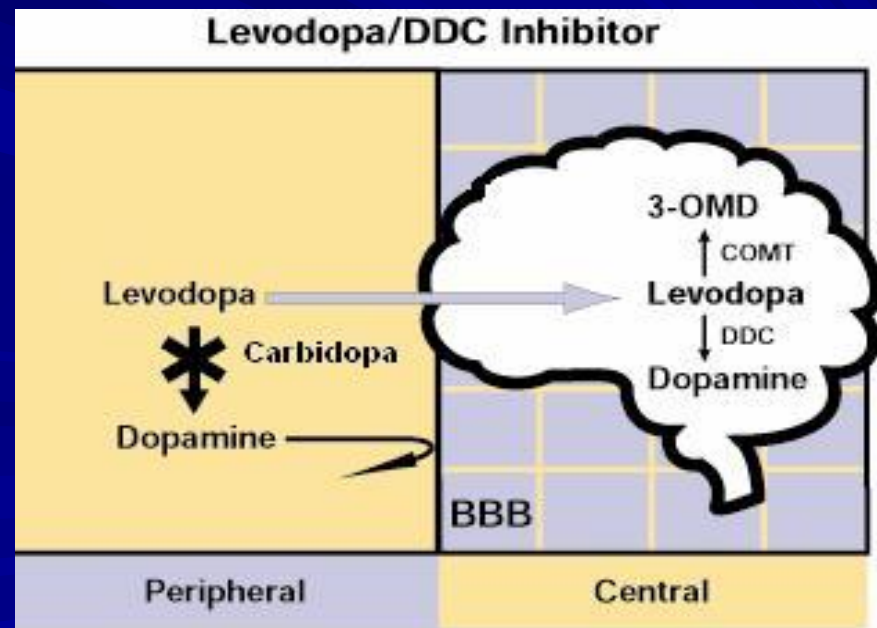 Levodopa/DDC Inhibitor
3-OMD
COMT
Levodopa
Levodopa
DDC
Carbidopa
Dopamine
Dopamine
BBB
Peripheral
Central